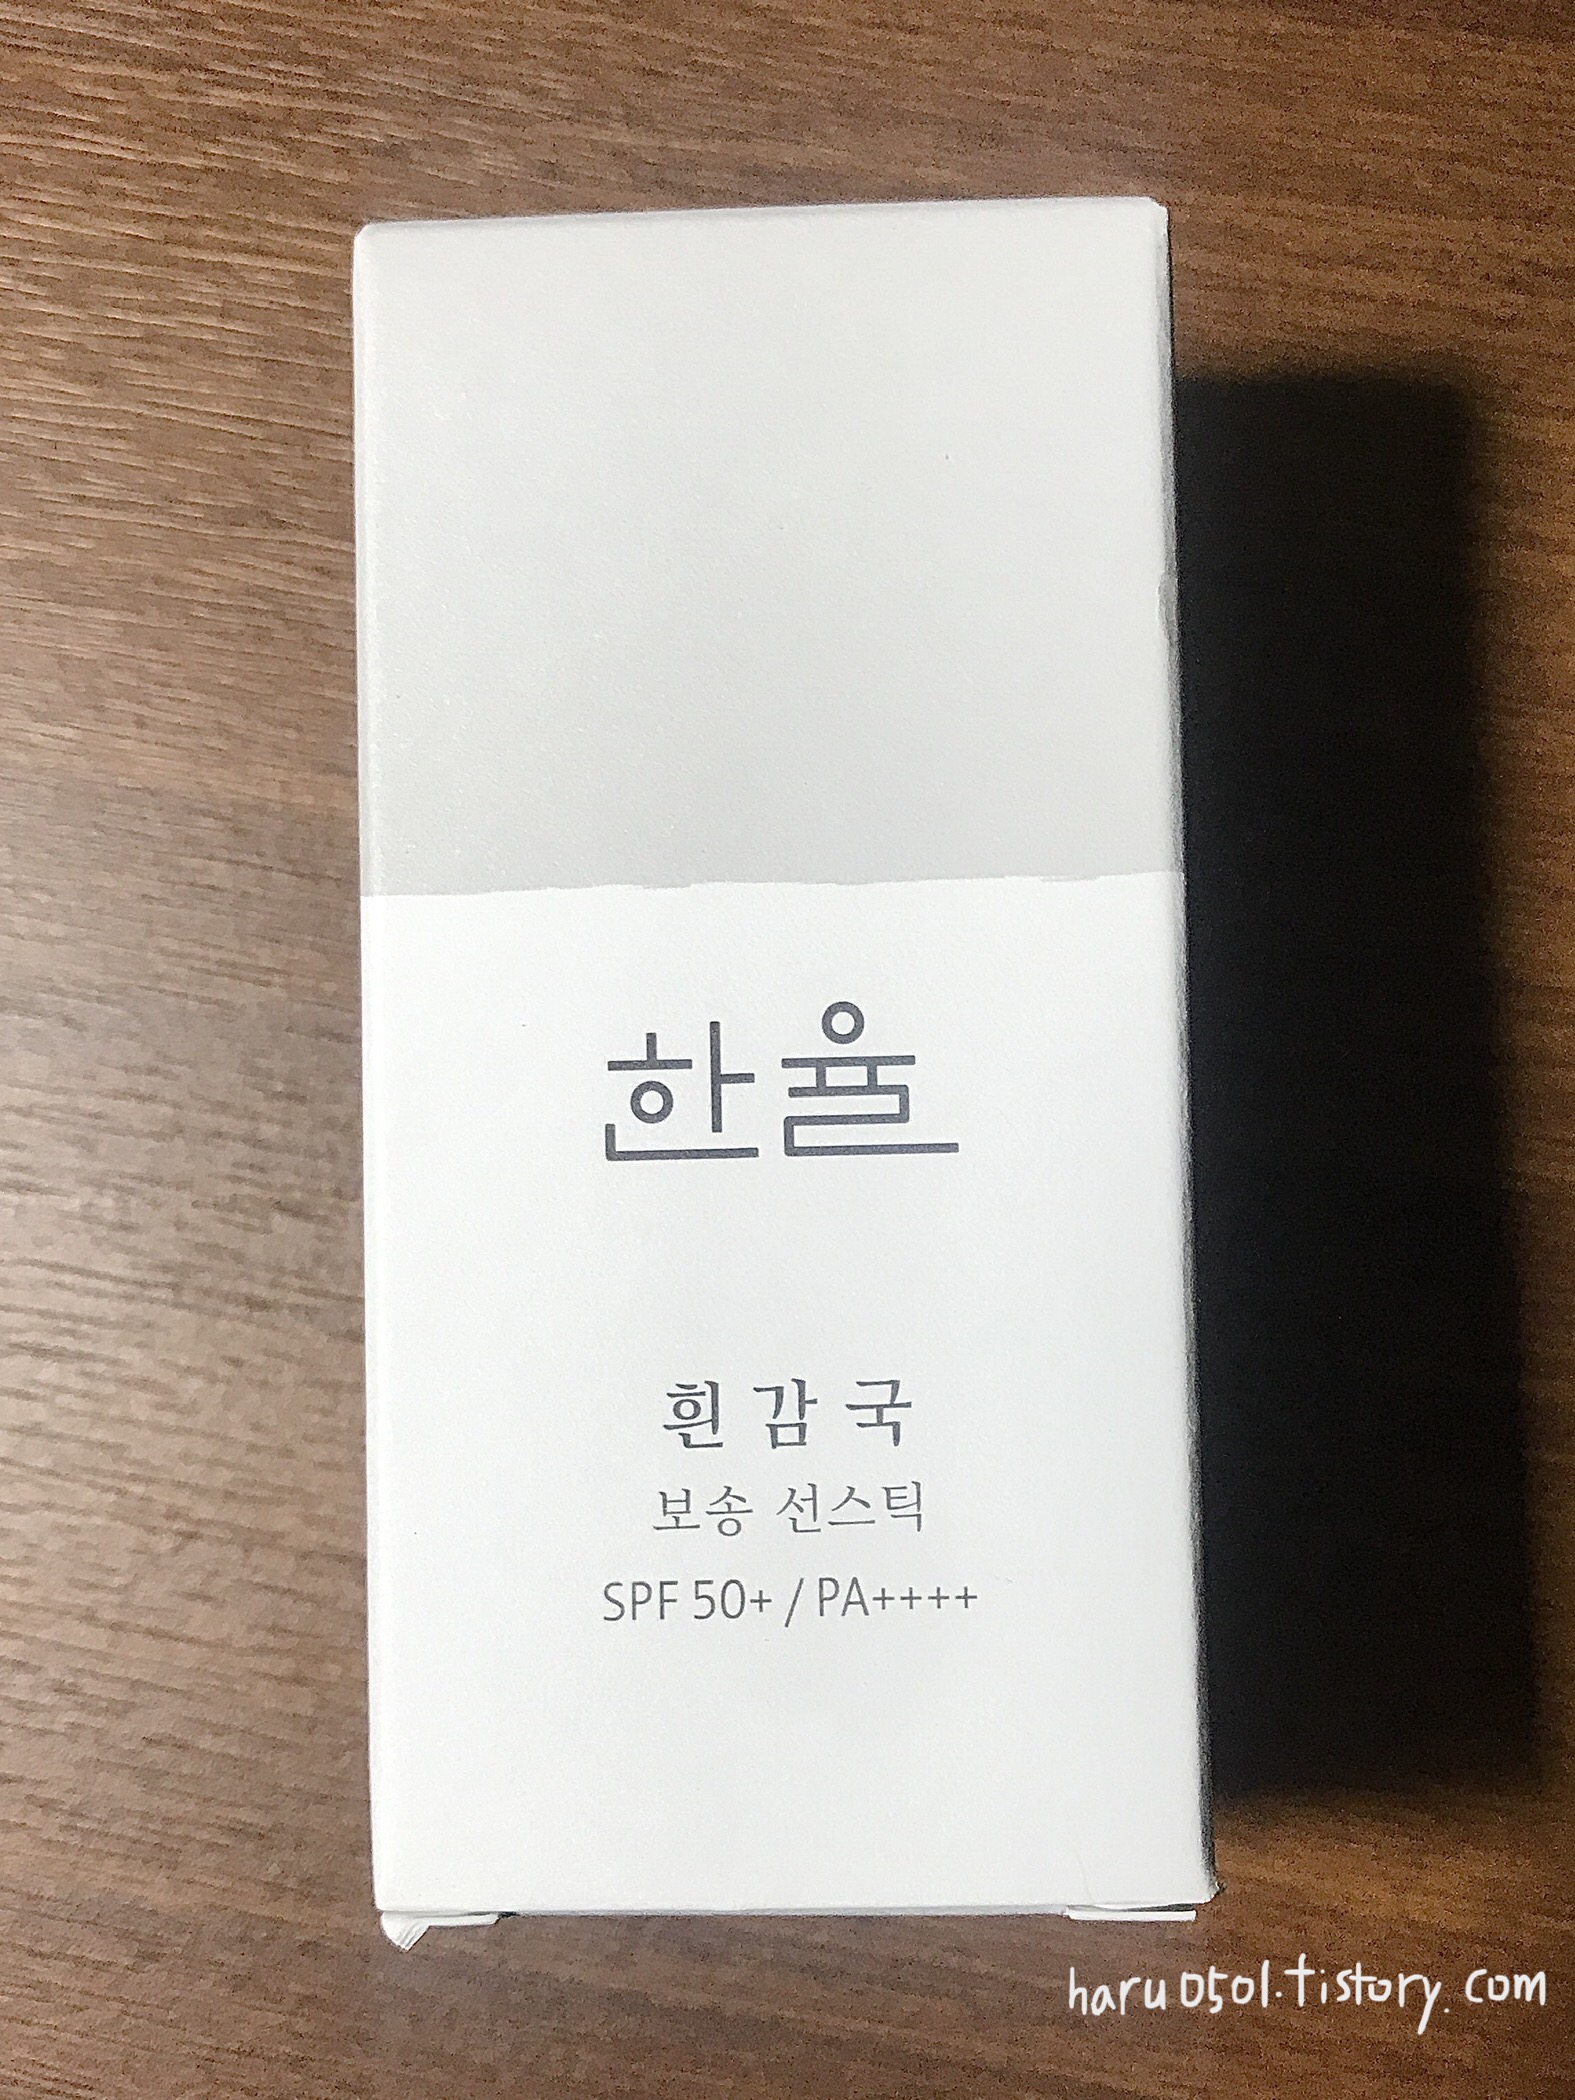 한율
흰감국
보송 선스틱
SPF 50+ / PA++++
haru0501.tistory.com